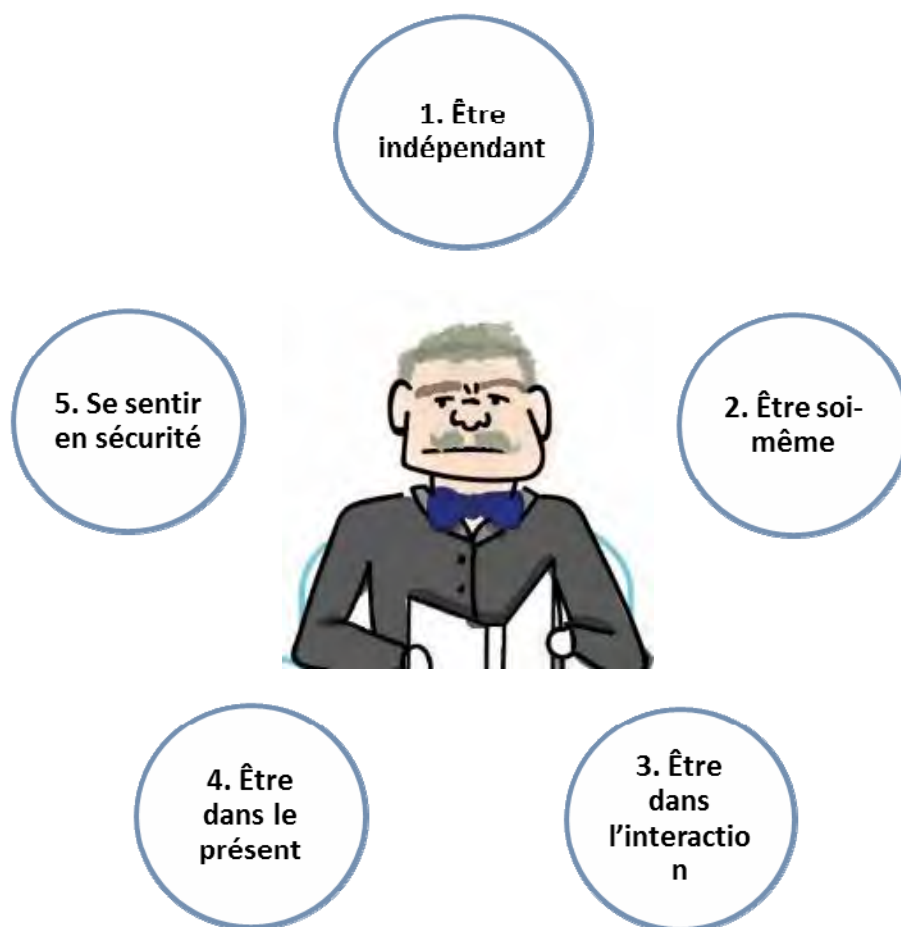 1. Être
indépendant
2. Être soi-
même
3. Être
dans
l'interactio
n
4. Être
dans le
présent
5. Se sentir
en sécurité